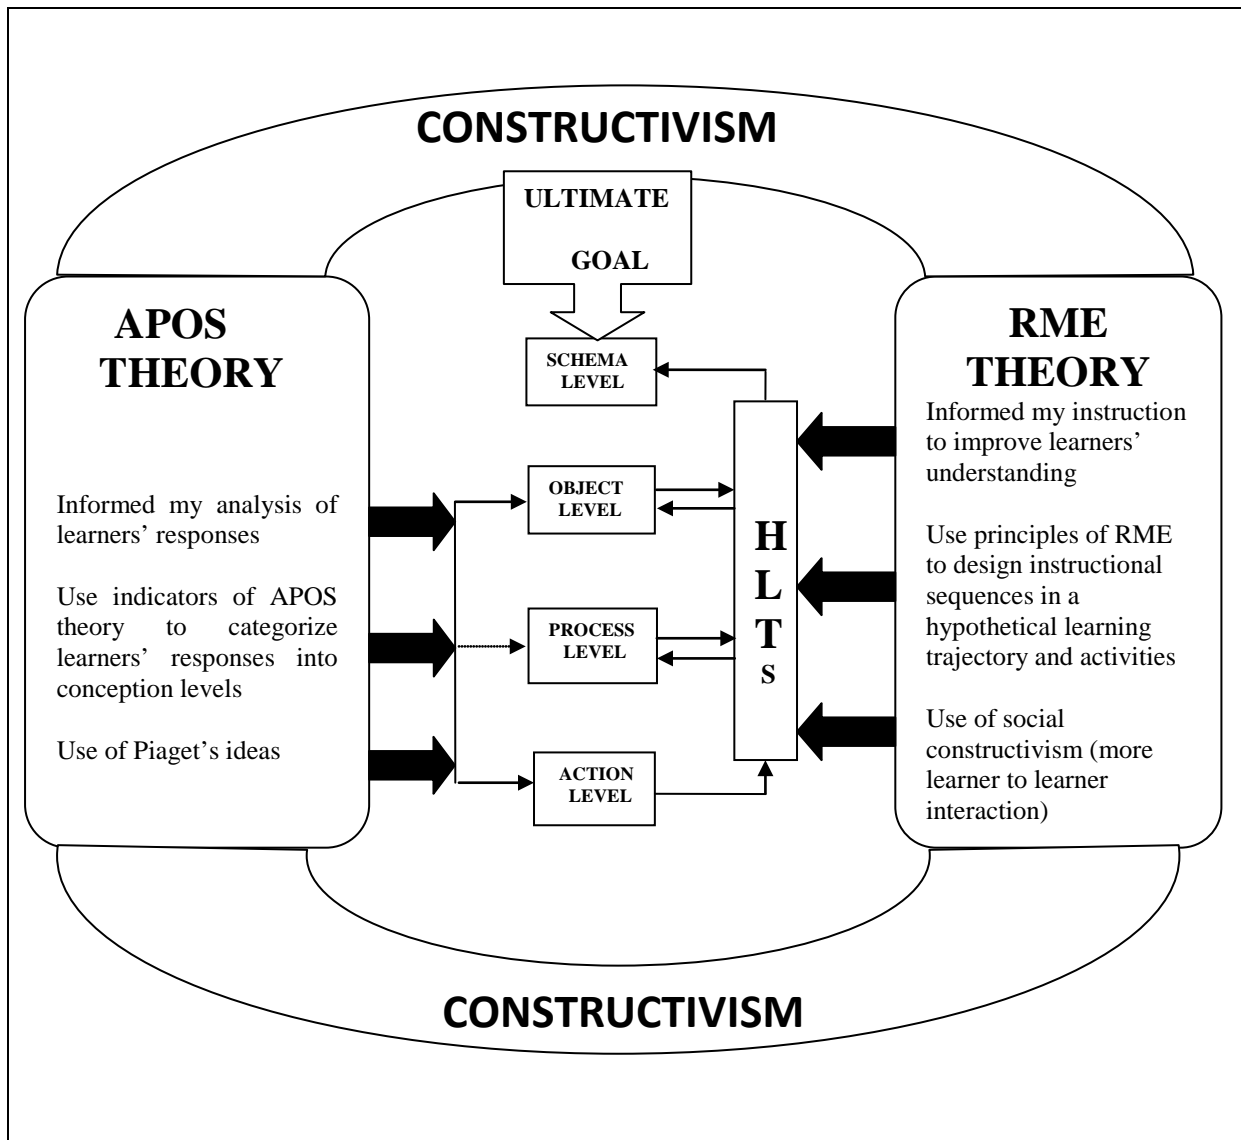 CONSTRUCTIVISM
ULTIMATE
GOAL
APOS
THEORY
Informed my analysis of
learners’ responses
Use indicators of APOS
theory to categorize
learners’ responses into
conception levels
Use of Piaget’s ideas
SCHEMA
LEVEL
OBJECT
LEVEL
PROCESS
LEVEL
ACTION
LEVEL
H
L
T
S
RME
THEORY
Informed my instruction
to improve learners’
understanding
Use principles of RME
to design instructional
sequences in a
hypothetical learning
trajectory and activities
Use of social
constructivism (more
learner to learner
interaction)
CONSTRUCTIVISM